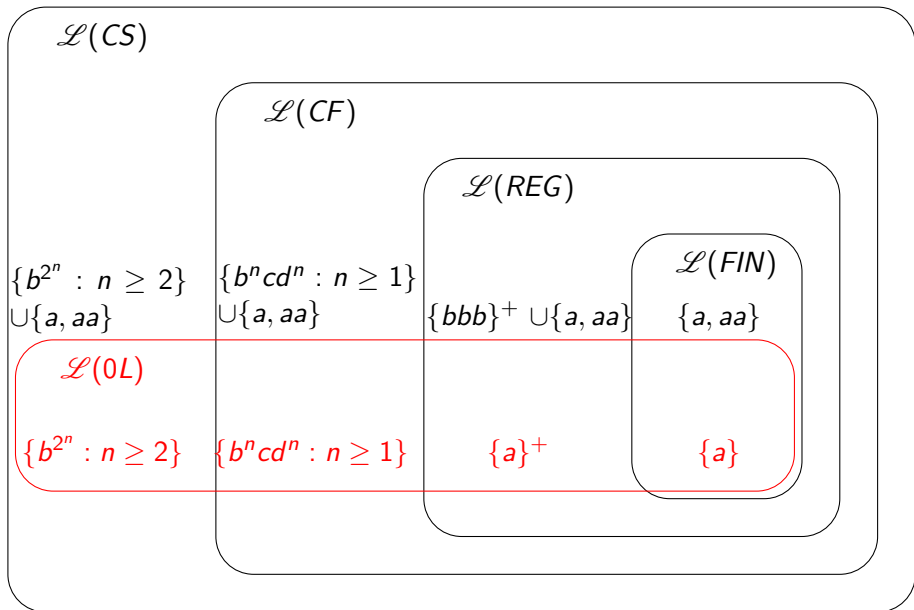 ℒ(CS)
ℒ(CF)
ℒ(REG)
ℒ(FIN)
{b^{2^n} : n ≥ 2}
∪{a, aa}
{b^n cd^n : n ≥ 1}
∪{a, aa}
{bbb}^+ ∪{a, aa}
{a, aa}
ℒ(0L)
{b^{2^n} : n ≥ 2}
{b^n cd^n : n ≥ 1}
{a}^+
{a}